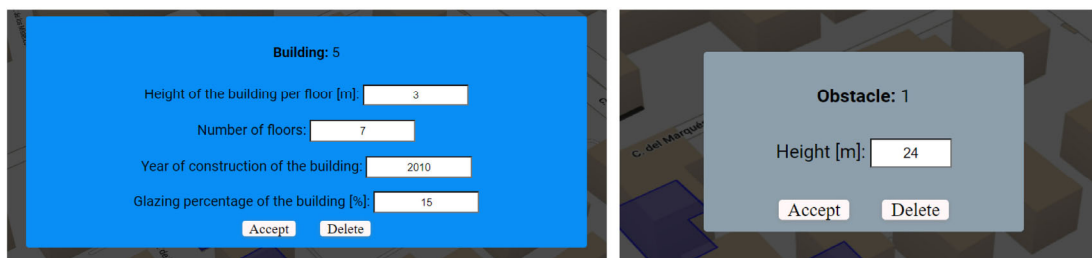 Building: 5
Height of the building per floor [m]: 3
Number of floors: 7
Year of construction of the building: 2010
Glazing percentage of the building [%]: 15
Accept Delete
C. del Marqués
Obstacle: 1
Height [m]: 24
Accept Delete